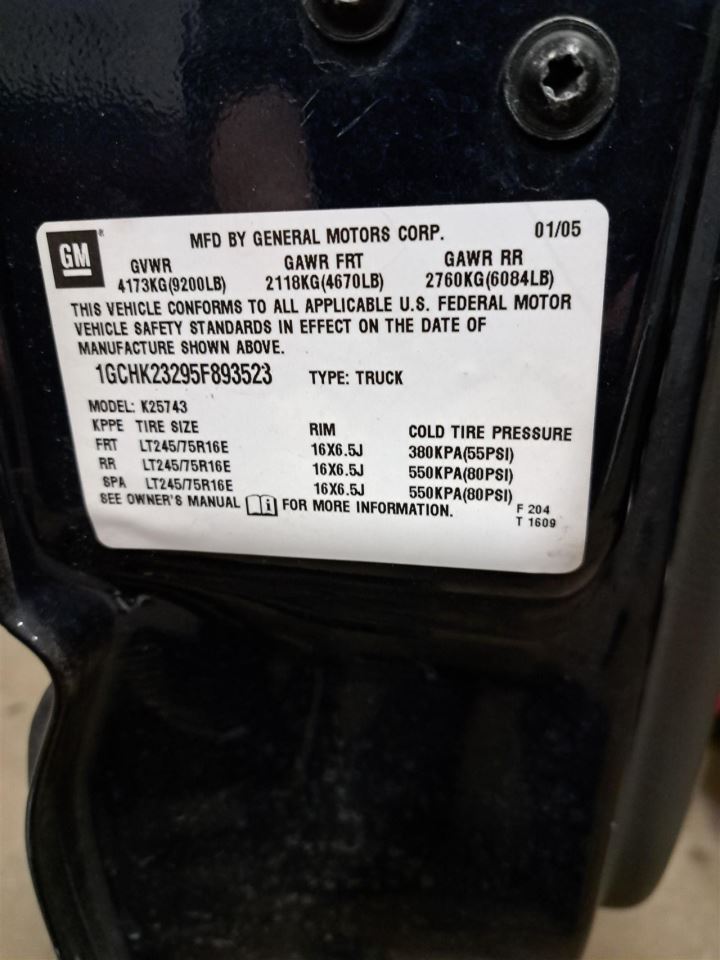 GM
MFD BY GENERAL MOTORS CORP. 01/05
GVWR GAWR FRT GAWR RR
4173KG(9200LB) 2118KG(4670LB) 2760KG(6084LB)
THIS VEHICLE CONFORMS TO ALL APPLICABLE U.S. FEDERAL MOTOR
VEHICLE SAFETY STANDARDS IN EFFECT ON THE DATE OF
MANUFACTURE SHOWN ABOVE.
1GCHK23295F893523 TYPE: TRUCK
MODEL: K25743
KPPE TIRE SIZE RIM COLD TIRE PRESSURE
FRT LT245/75R16E 16X6.5J 380KPA(55PSI)
RR LT245/75R16E 16X6.5J 550KPA(80PSI)
SPA LT245/75R16E 16X6.5J 550KPA(80PSI)
SEE OWNER'S MANUAL i FOR MORE INFORMATION. F 204
T 1609